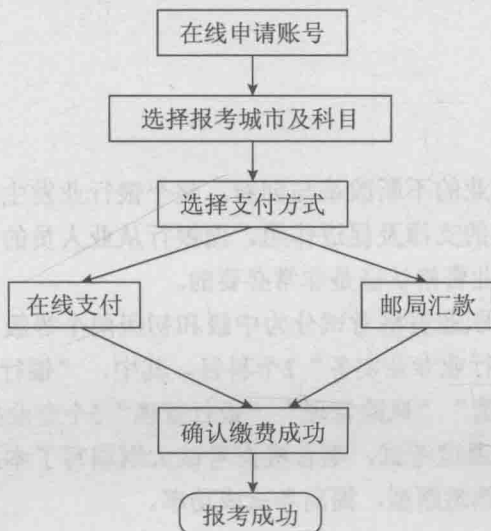 在线申请账号
选择报考城市及科目
选择支付方式
在线支付
邮局汇款
确认缴费成功
报考成功